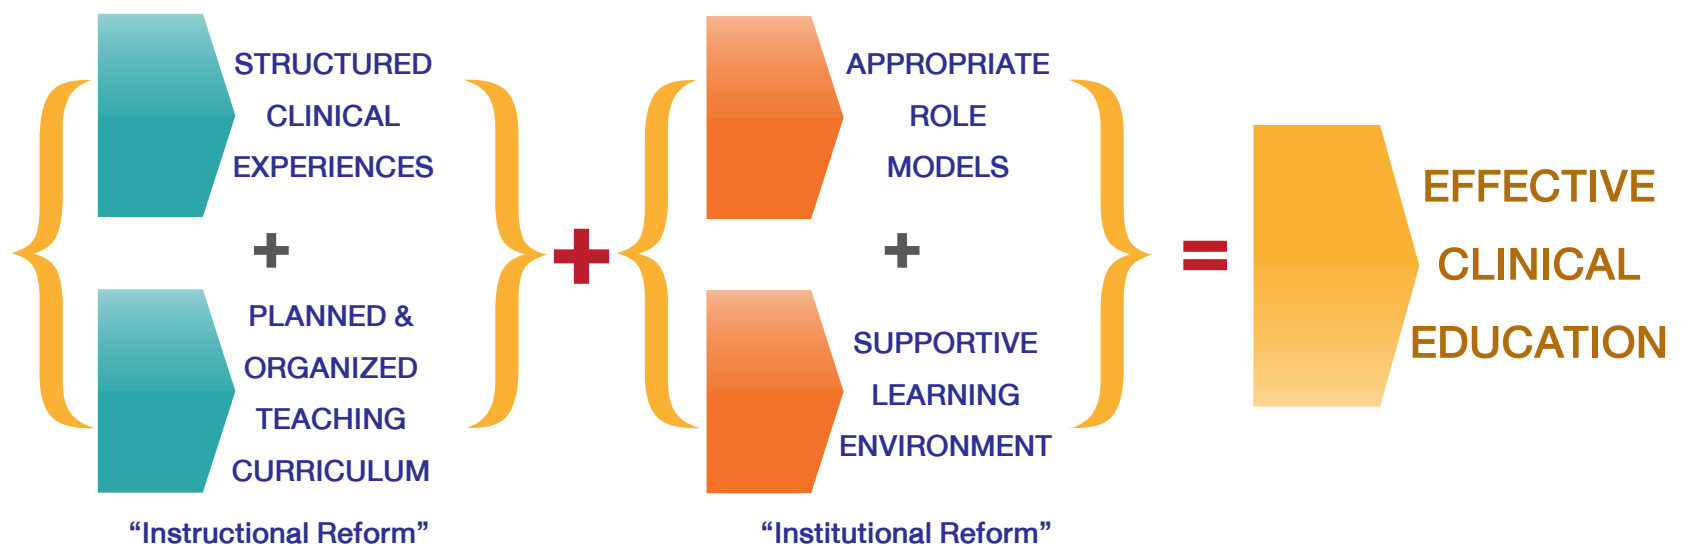 STRUCTURED
CLINICAL
EXPERIENCES
+
PLANNED &
ORGANIZED
TEACHING
CURRICULUM
“Instructional Reform”
+
APPROPRIATE
ROLE
MODELS
+
SUPPORTIVE
LEARNING
ENVIRONMENT
“Institutional Reform”
=
EFFECTIVE
CLINICAL
EDUCATION